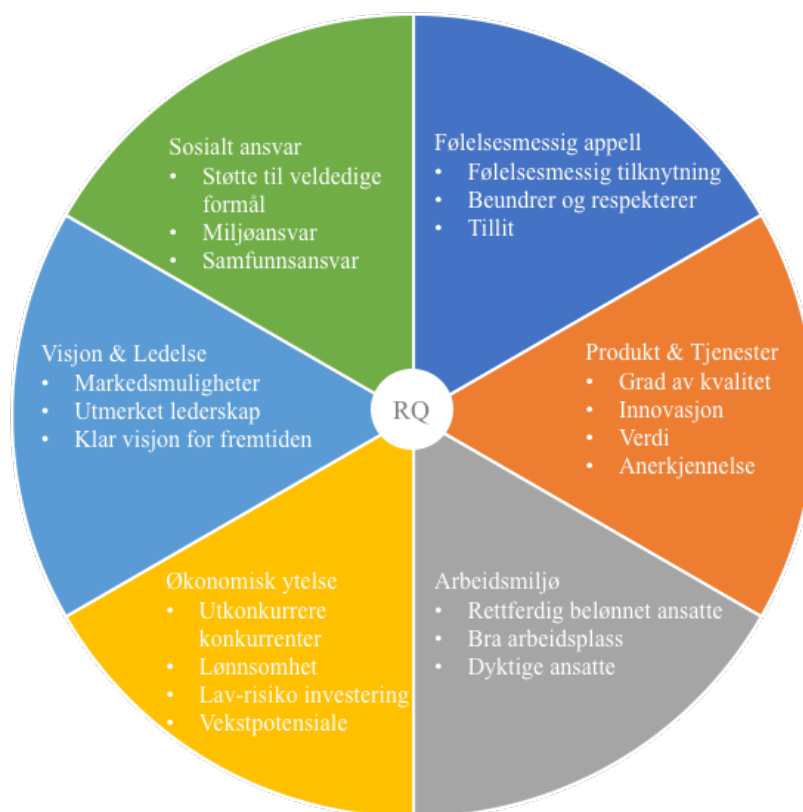 Sosialt ansvar
• Støtte til veldedige
formål
• Miljøansvar
• Samfunnsansvar
Følelsesmessig appell
• Følelsesmessig tilknytning
• Beundrer og respekterer
• Tillit
Visjon & Ledelse
• Markedsmuligheter
• Utmerket lederskap
• Klar visjon for fremtiden
RQ
Produkt & Tjenester
• Grad av kvalitet
• Innovasjon
• Verdi
• Anerkjennelse
Økonomisk ytelse
• Utkonkurrere
konkurrenter
• Lønnsomhet
• Lav-risiko investering
• Vekstpotensiale
Arbeidsmiljø
• Rettferdig belønnet ansatte
• Bra arbeidsplass
• Dyktige ansatte